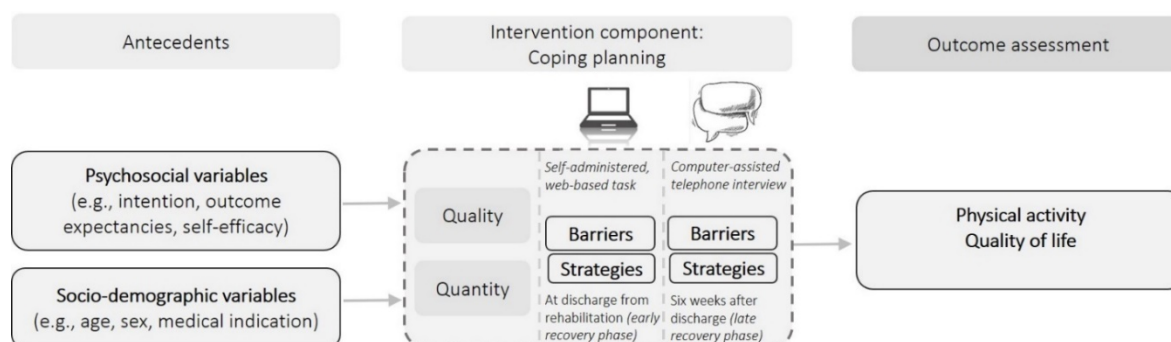 Antecedents
Intervention component:
Coping planning
Outcome assessment
Psychosocial variables
(e.g., intention, outcome
expectancies, self-efficacy)
Socio-demographic variables
(e.g., age, sex, medical indication)
Quality
Quantity
Self-administered,
web-based task
Barriers
Strategies
At discharge from
rehabilitation (early
recovery phase)
Computer-assisted
telephone interview
Barriers
Strategies
Six weeks after
discharge (late
recovery phase)
Physical activity
Quality of life